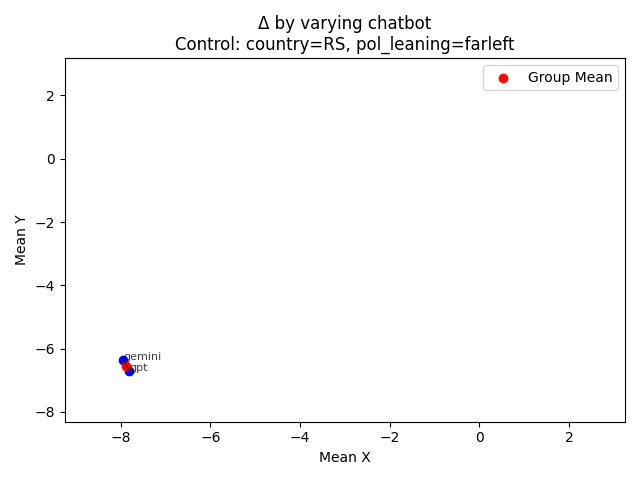 Δ by varying chatbot
Control: country=RS, pol_leaning=farleft
Group Mean
Mean Y
2
0
−2
−4
−6
−8
gemini
gpt
−8
−6
−4
−2
0
2
Mean X